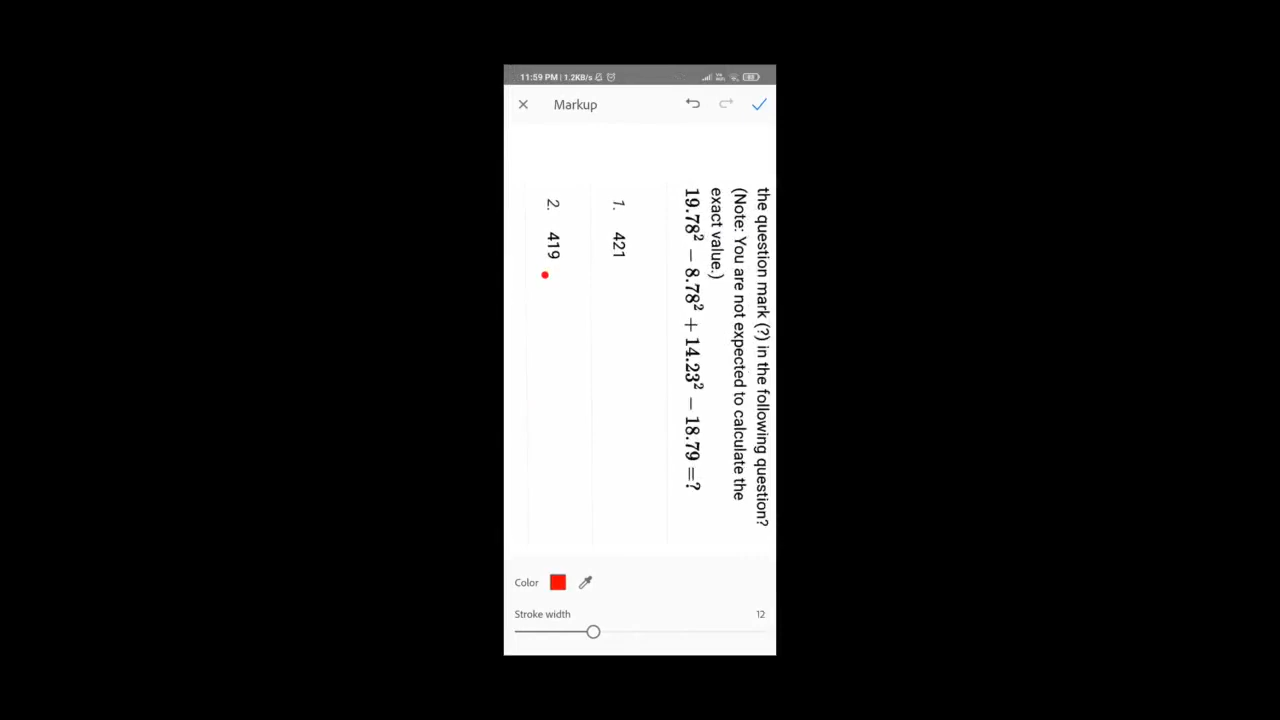 11:59 PM | 1.2KB/s
Markup
the question mark (?) in the following question?
(Note: You are not expected to calculate the
exact value.)
19.78² − 8.78² + 14.23² − 18.79 =?
1. 421
2. 419
Color
Stroke width 12